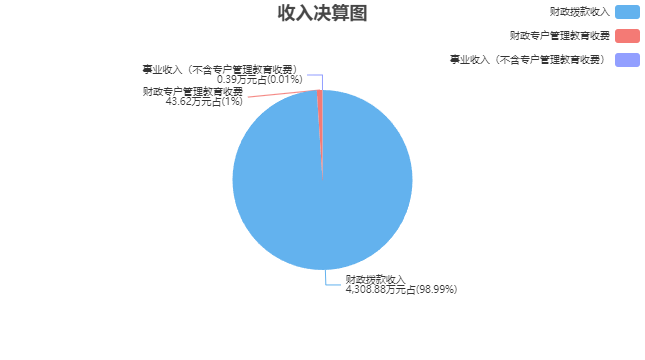 收入决算图
财政拨款收入
财政专户管理教育收费
事业收入（不含专户管理教育收费）
事业收入（不含专户管理教育收费）
0.39万元占(0.01%)
财政专户管理教育收费
43.62万元占(1%)
财政拨款收入
4,308.88万元占(98.99%)